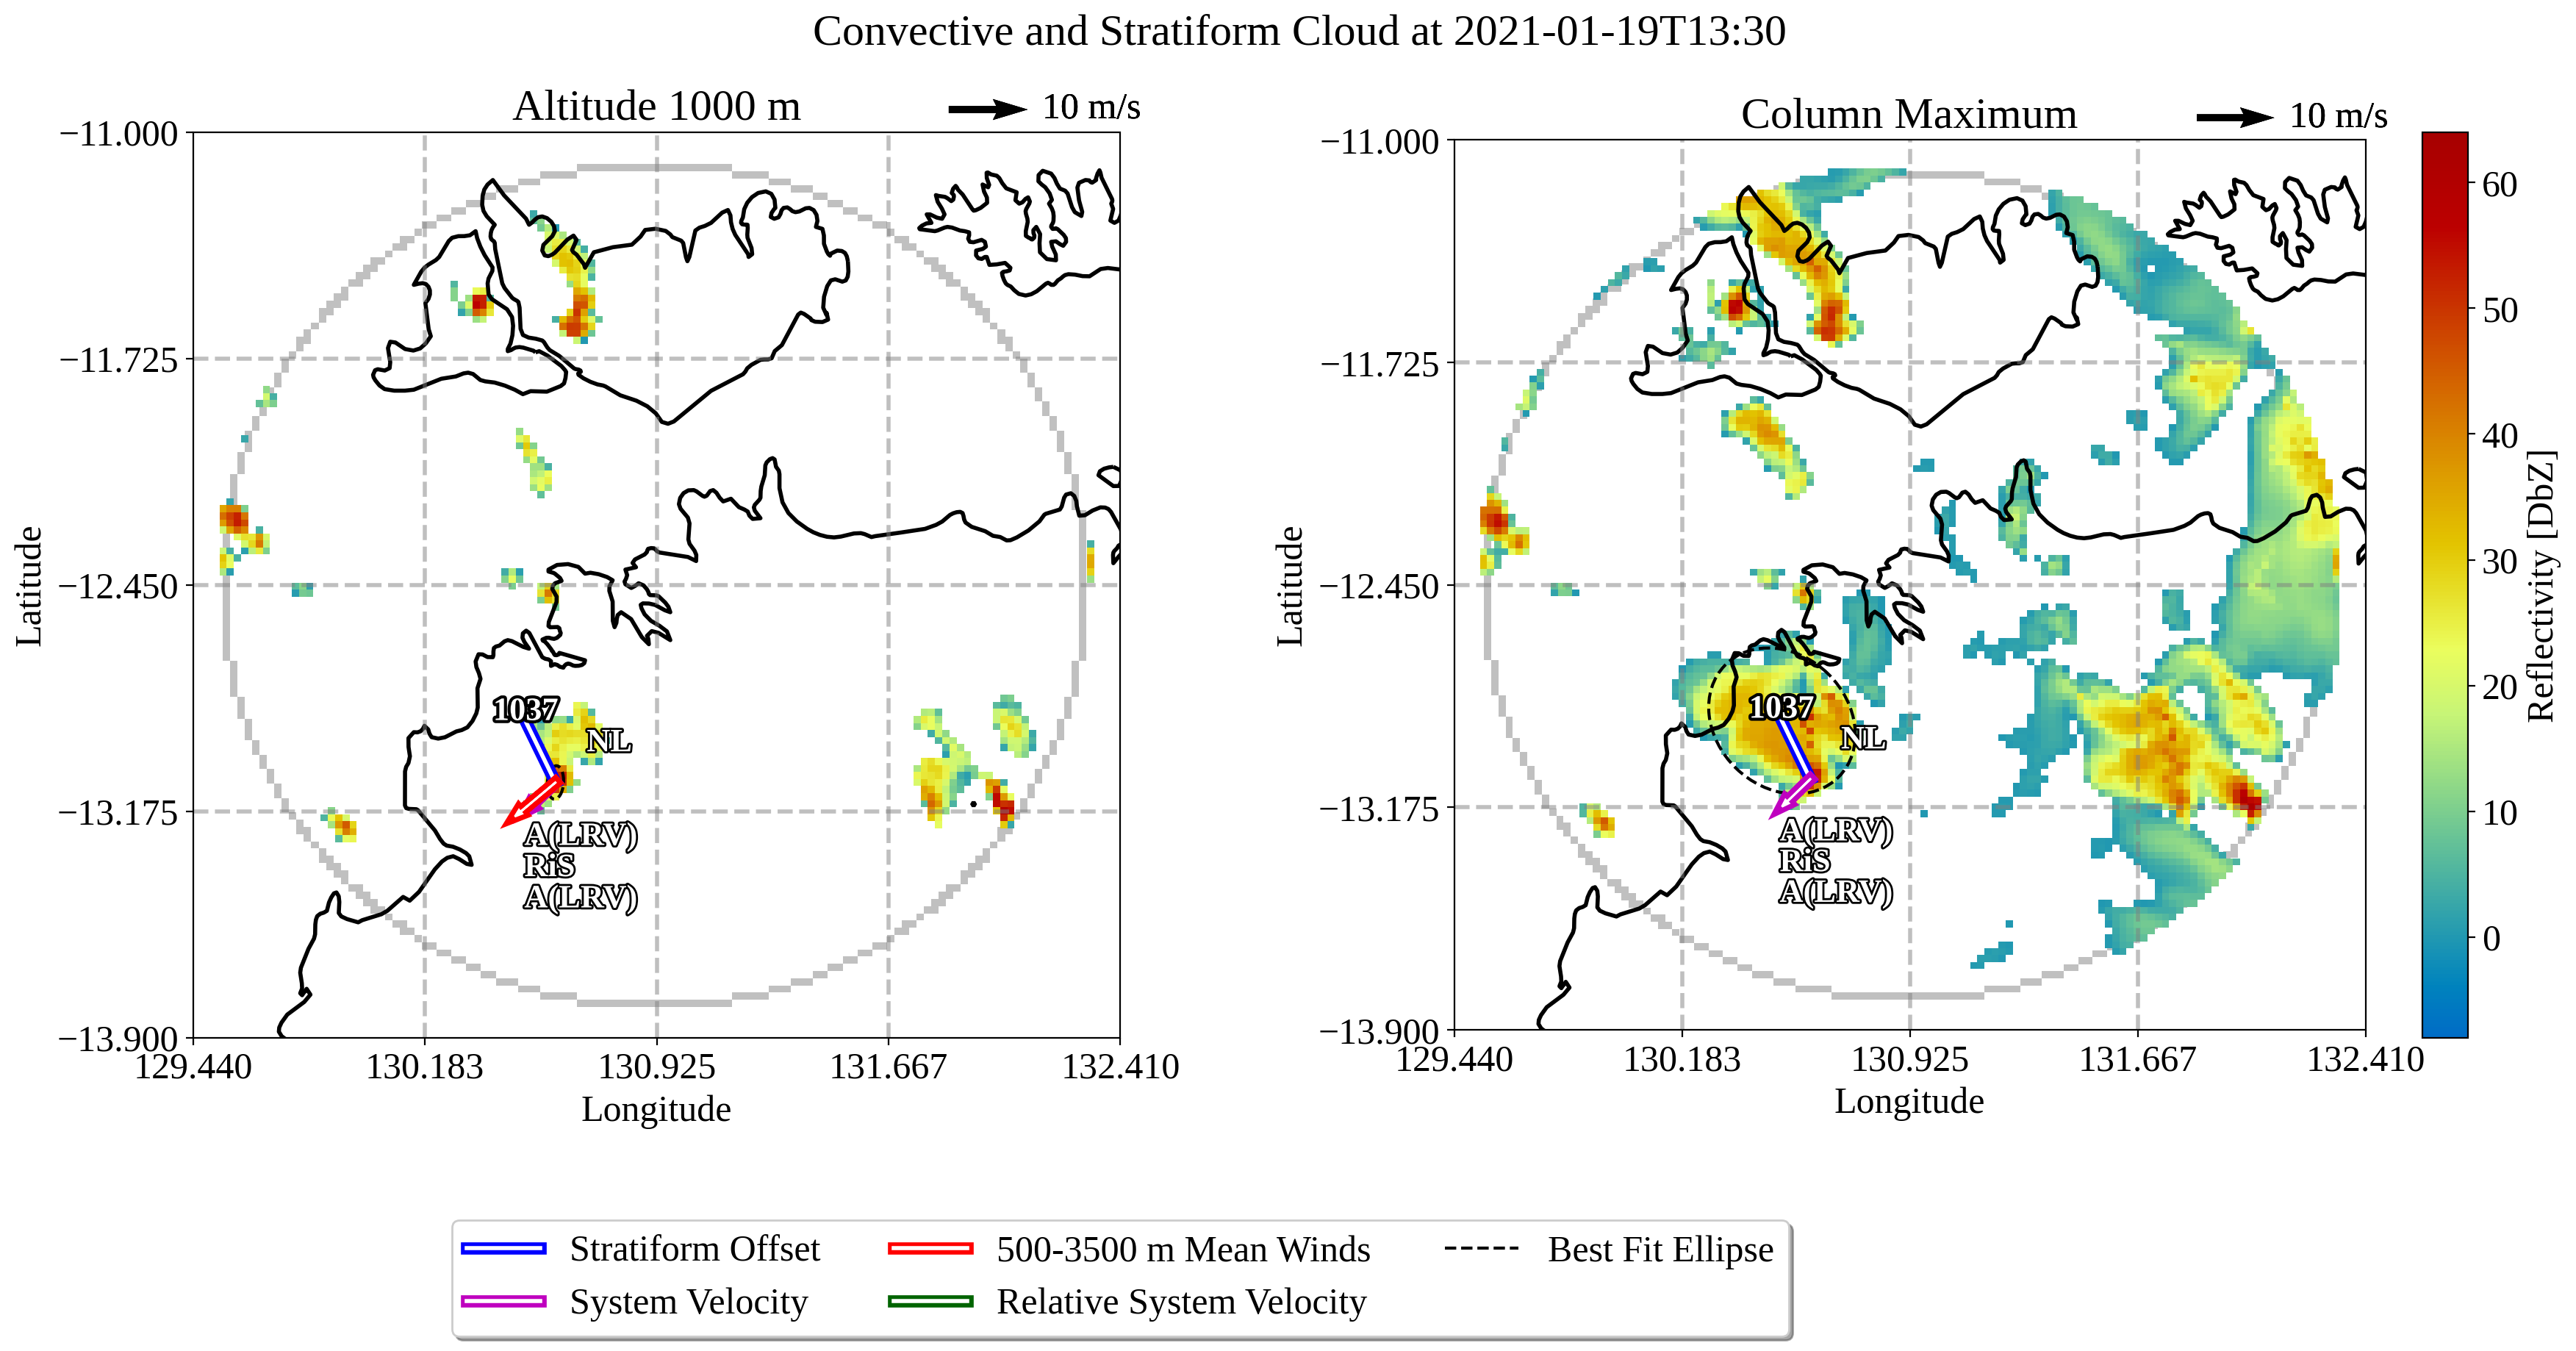 Convective and Stratiform Cloud at 2021-01-19T13:30
Altitude 1000 m
10 m/s
−11.000
−11.725
−12.450
−13.175
−13.900
Latitude
129.440
130.183
130.925
131.667
132.410
Longitude
1037
NL
A(LRV)
RiS
A(LRV)
Column Maximum
10 m/s
−11.000
−11.725
−12.450
−13.175
−13.900
Latitude
129.440
130.183
130.925
131.667
132.410
Longitude
1037
NL
A(LRV)
RiS
A(LRV)
60
50
40
30
20
10
0
Reflectivity [DbZ]
Stratiform Offset
System Velocity
500-3500 m Mean Winds
Relative System Velocity
Best Fit Ellipse